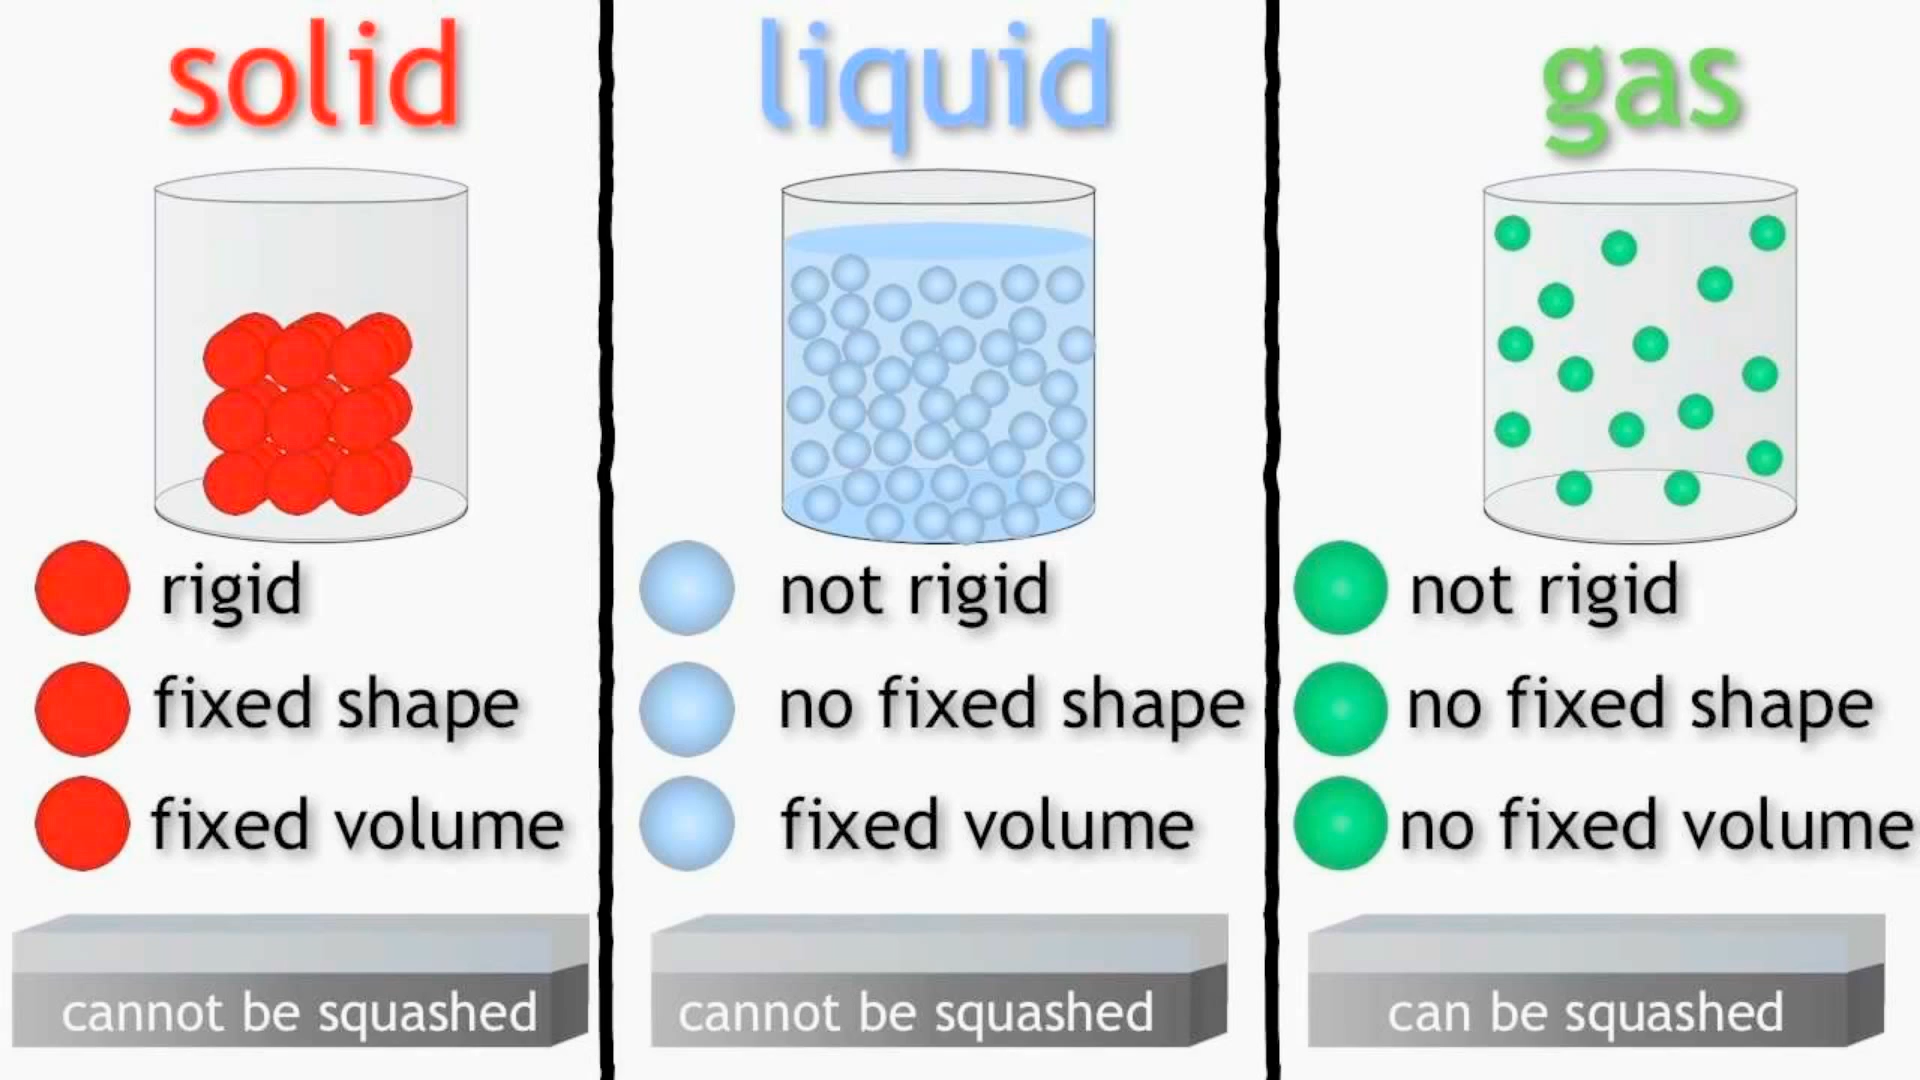 solid
rigid
fixed shape
fixed volume
cannot be squashed
liquid
not rigid
no fixed shape
fixed volume
cannot be squashed
gas
not rigid
no fixed shape
no fixed volume
can be squashed